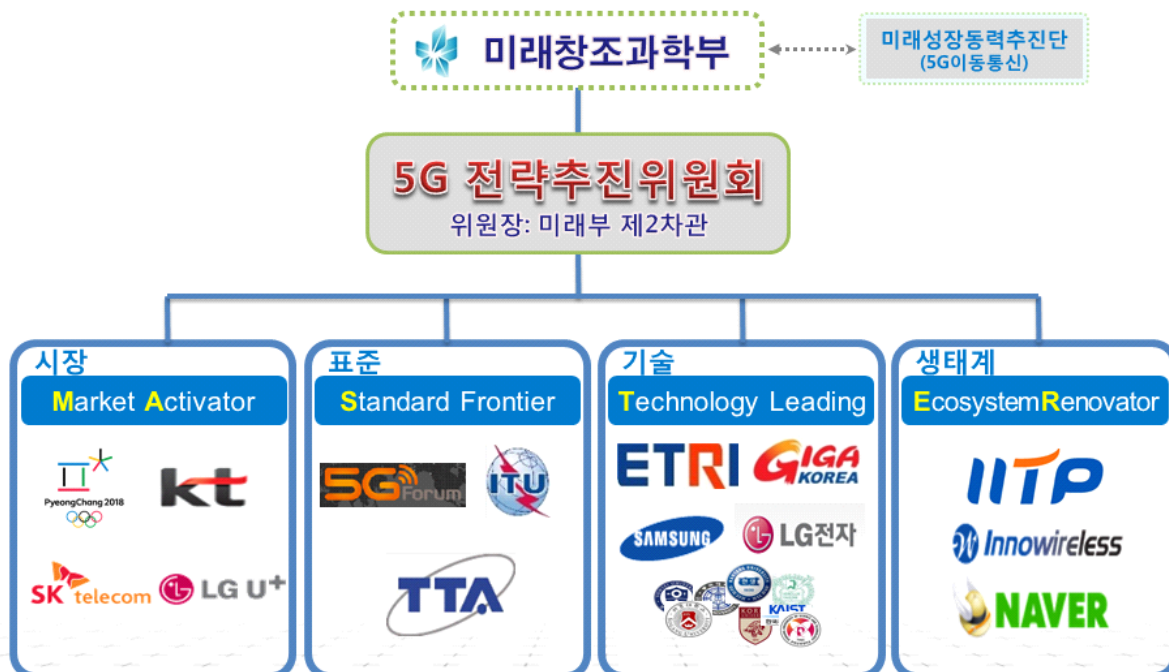 미래창조과학부
미래성장동력추진단
(5G이동통신)
5G 전략추진위원회
위원장: 미래부 제2차관
시장
Market Activator
PyeongChang 2018
kt
SK telecom
LG U+
표준
Standard Frontier
5G Forum
ITU
TTA
기술
Technology Leading
ETRI
GIGA
KOREA
SAMSUNG
LG전자
KAIST
생태계
EcosystemRenovator
IITP
Innowireless
NAVER